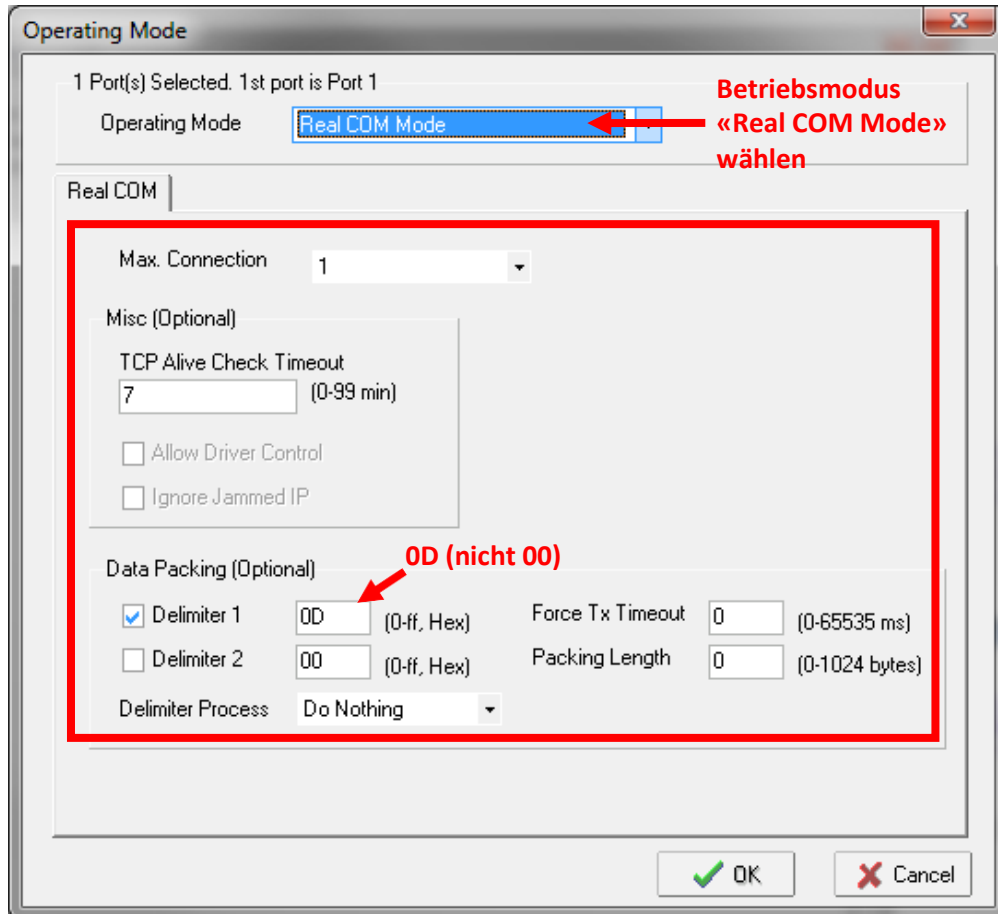 Operating Mode
1 Port(s) Selected. 1st port is Port 1
Operating Mode Real COM Mode
Betriebsmodus
«Real COM Mode»
wählen
Real COM
Max. Connection 1
Misc (Optional)
TCP Alive Check Timeout
7 (0-99 min)
Allow Driver Control
Ignore Jammed IP
0D (nicht 00)
Data Packing (Optional)
Delimiter 1 0D (0-ff, Hex) Force Tx Timeout 0 (0-65535 ms)
Delimiter 2 00 (0-ff, Hex) Packing Length 0 (0-1024 bytes)
Delimiter Process Do Nothing
OK Cancel